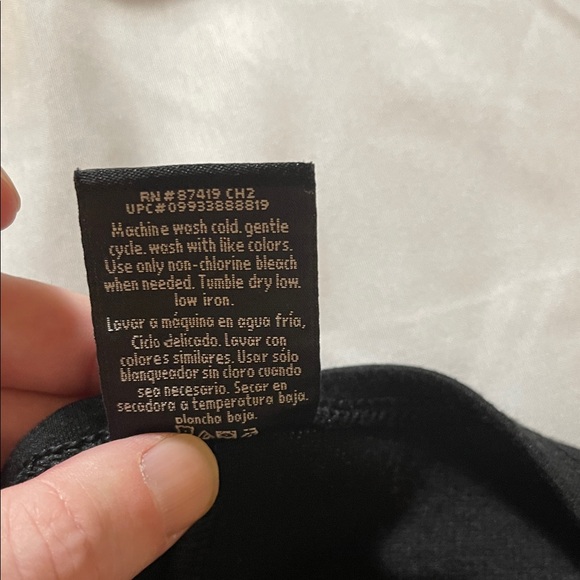 RN#87419 CH2
UPC#09933888819
Machine wash cold, gentle
cycle, wash with like colors.
Use only non-chlorine bleach
when needed. Tumble dry low.
low iron.
Lavar a máquina en agua fría,
Ciclo delicado. Lavar con
colores similares. Usar sólo
blanqueador sin cloro cuando
sea necesario. Secar en
secadora a temperatura baja.
plancha baja.